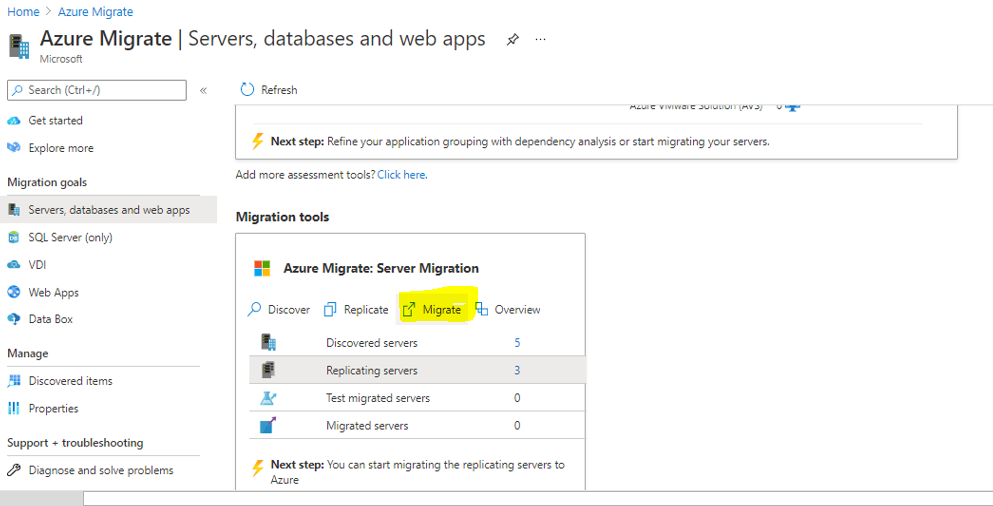 Home > Azure Migrate
Azure Migrate | Servers, databases and web apps
Microsoft
Search (Ctrl+/)
«
Get started
Explore more
Migration goals
Servers, databases and web apps
SQL Server (only)
VDI
Web Apps
Data Box
Manage
Discovered items
Properties
Support + troubleshooting
Diagnose and solve problems
Refresh
Azure VMware Solution (AVS) 0
Next step: Refine your application grouping with dependency analysis or start migrating your servers.
Add more assessment tools? Click here.
Migration tools
Azure Migrate: Server Migration
Discover Replicate Migrate Overview
Discovered servers 5
Replicating servers 3
Test migrated servers 0
Migrated servers 0
Next step: You can start migrating the replicating servers to
Azure